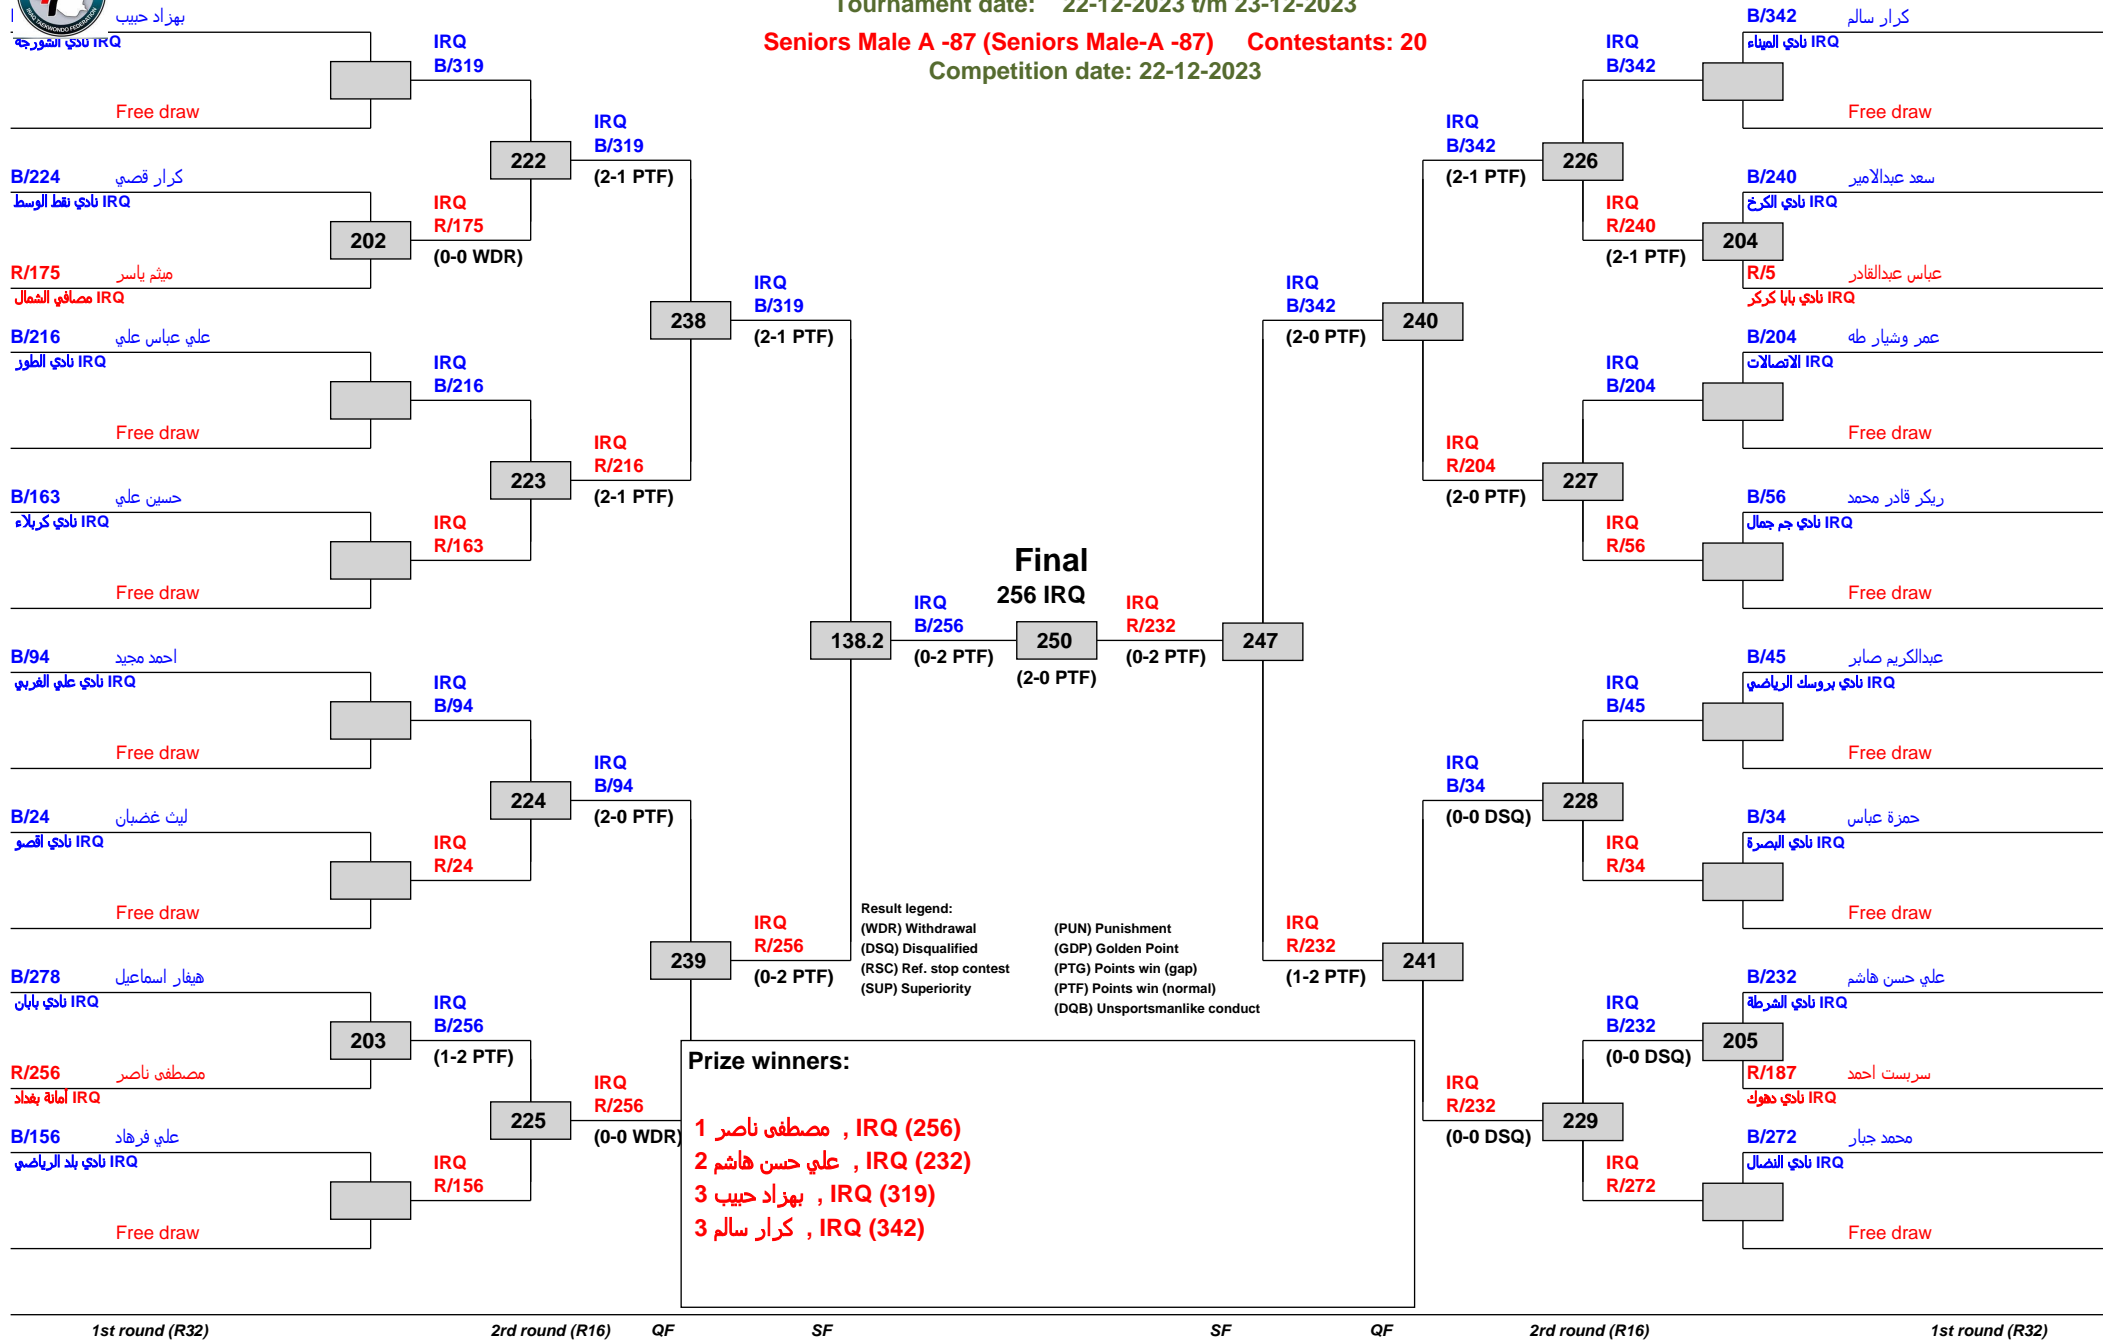 Tournament date: 22-12-2023 t/m 23-12-2023
Seniors Male A -87 (Seniors Male-A -87) Contestants: 20
Competition date: 22-12-2023
IRAQ TAEKWONDO FEDERATION
بهزاد حبيب
IRQ نادي الشورجة
Free draw
B/224 كرار قصي
IRQ نادي نفط الوسط
R/175 ميثم ياسر
IRQ مصافي الشمال
B/216 علي عباس علي
IRQ نادي الطوز
Free draw
B/163 حسين علي
IRQ نادي كربلاء
Free draw
B/94 احمد مجيد
IRQ نادي علي الغربي
Free draw
B/24 ليث غضبان
IRQ نادي اقصو
Free draw
B/278 هيفار اسماعيل
IRQ نادي بابان
R/256 مصطفى ناصر
IRQ أمانة بغداد
B/156 علي فرهاد
IRQ نادي بلد الرياضي
Free draw
IRQ
B/319
202
IRQ
R/175
(0-0 WDR)
IRQ
B/216
IRQ
R/163
IRQ
B/94
IRQ
R/24
203
IRQ
B/256
(1-2 PTF)
IRQ
R/156
222
IRQ
B/319
(2-1 PTF)
223
IRQ
R/216
(2-1 PTF)
224
IRQ
B/94
(2-0 PTF)
225
IRQ
R/256
(0-0 WDR)
238
IRQ
B/319
(2-1 PTF)
239
IRQ
R/256
(0-2 PTF)
138.2
IRQ
B/256
(0-2 PTF)
Final
256 IRQ
250
(2-0 PTF)
IRQ
R/232
(0-2 PTF)
247
IRQ
B/342
(2-0 PTF)
240
IRQ
R/232
(1-2 PTF)
241
IRQ
B/342
(2-1 PTF)
226
IRQ
R/204
(2-0 PTF)
227
IRQ
B/34
(0-0 DSQ)
228
IRQ
R/232
(0-0 DSQ)
229
IRQ
B/342
IRQ
R/240
(2-1 PTF)
204
IRQ
B/204
IRQ
R/56
IRQ
B/45
IRQ
R/34
IRQ
B/232
(0-0 DSQ)
205
IRQ
R/272
B/342 كرار سالم
IRQ نادي الميناء
Free draw
B/240 سعد عبدالامير
IRQ نادي الكرخ
R/5 عباس عبدالقادر
IRQ نادي بابا كركر
B/204 عمر وشيار طه
IRQ الاتصالات
Free draw
B/56 ريكر قادر محمد
IRQ نادي جم جمال
Free draw
B/45 عبدالكريم صابر
IRQ نادي بروسك الرياضي
Free draw
B/34 حمزة عباس
IRQ نادي البصرة
Free draw
B/232 علي حسن هاشم
IRQ نادي الشرطة
R/187 سربست احمد
IRQ نادي دهوك
B/272 محمد جبار
IRQ نادي النضال
Free draw
Result legend:
(WDR) Withdrawal
(DSQ) Disqualified
(RSC) Ref. stop contest
(SUP) Superiority
(PUN) Punishment
(GDP) Golden Point
(PTG) Points win (gap)
(PTF) Points win (normal)
(DQB) Unsportsmanlike conduct
Prize winners:
1 مصطفى ناصر , IRQ (256)
2 علي حسن هاشم , IRQ (232)
3 بهزاد حبيب , IRQ (319)
3 كرار سالم , IRQ (342)
1st round (R32) 2rd round (R16) QF SF SF QF 2rd round (R16) 1st round (R32)